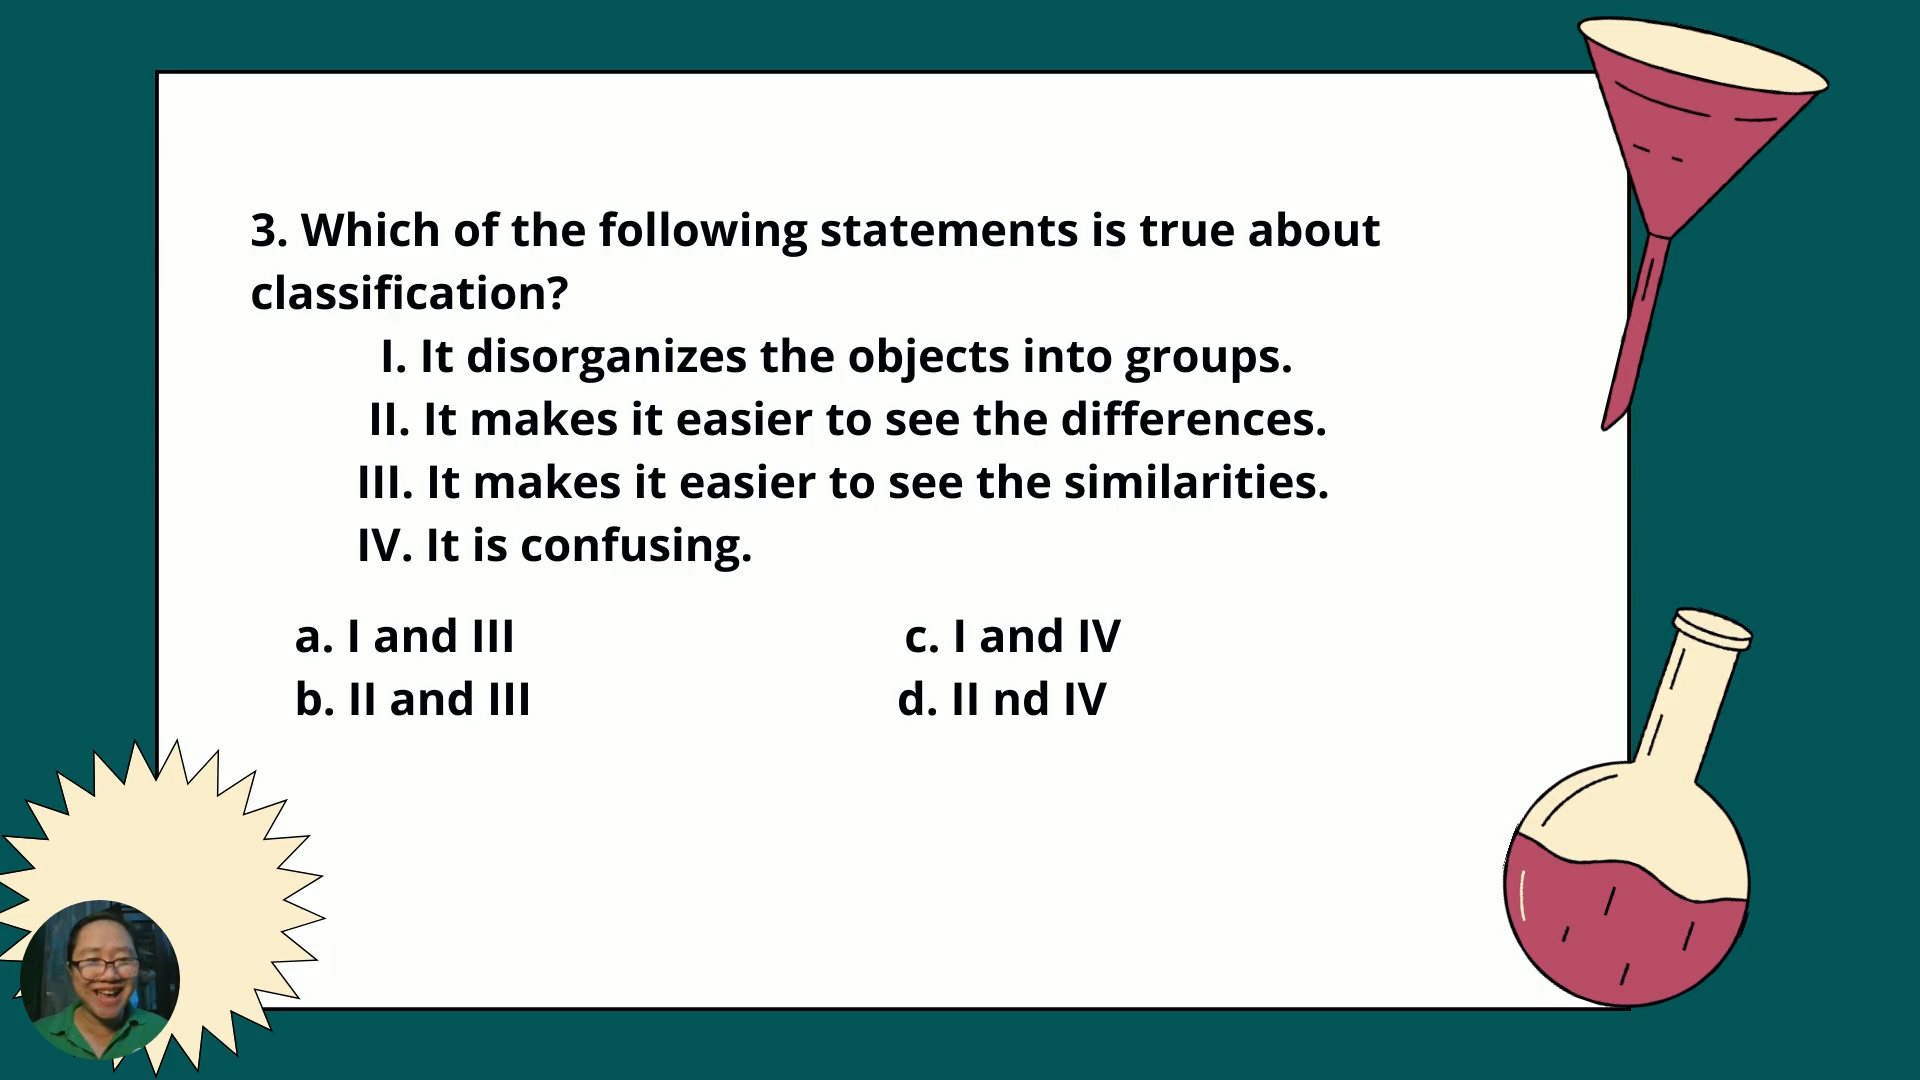 3. Which of the following statements is true about
classification?
I. It disorganizes the objects into groups.
II. It makes it easier to see the differences.
III. It makes it easier to see the similarities.
IV. It is confusing.
a. I and III
b. II and III
c. I and IV
d. II nd IV